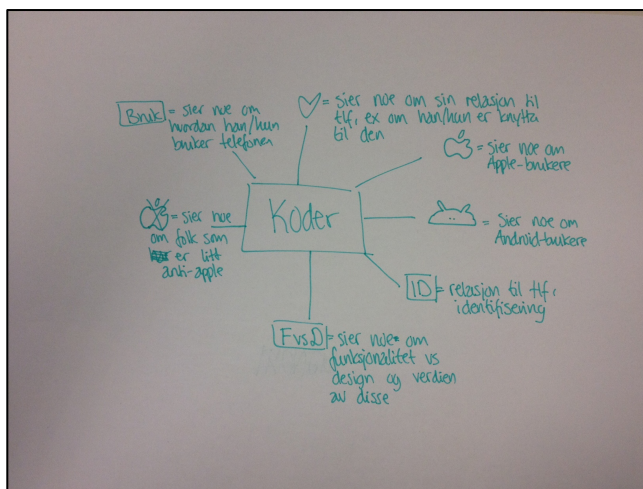 Bruk = sier noe om
hvordan han/hun
bruker telefonen
= sier noe om sin relasjon til
tlf, ex om han/hun er knytta
til den
= sier noe om
Apple-brukere
Koder
= sier noe
om folk som
er litt
anti-apple
= sier noe om
Android-brukere
ID = relasjon til tlf,
identifisering
FvsD = sier noe om
funksjonalitet vs
design og verdien
av disse